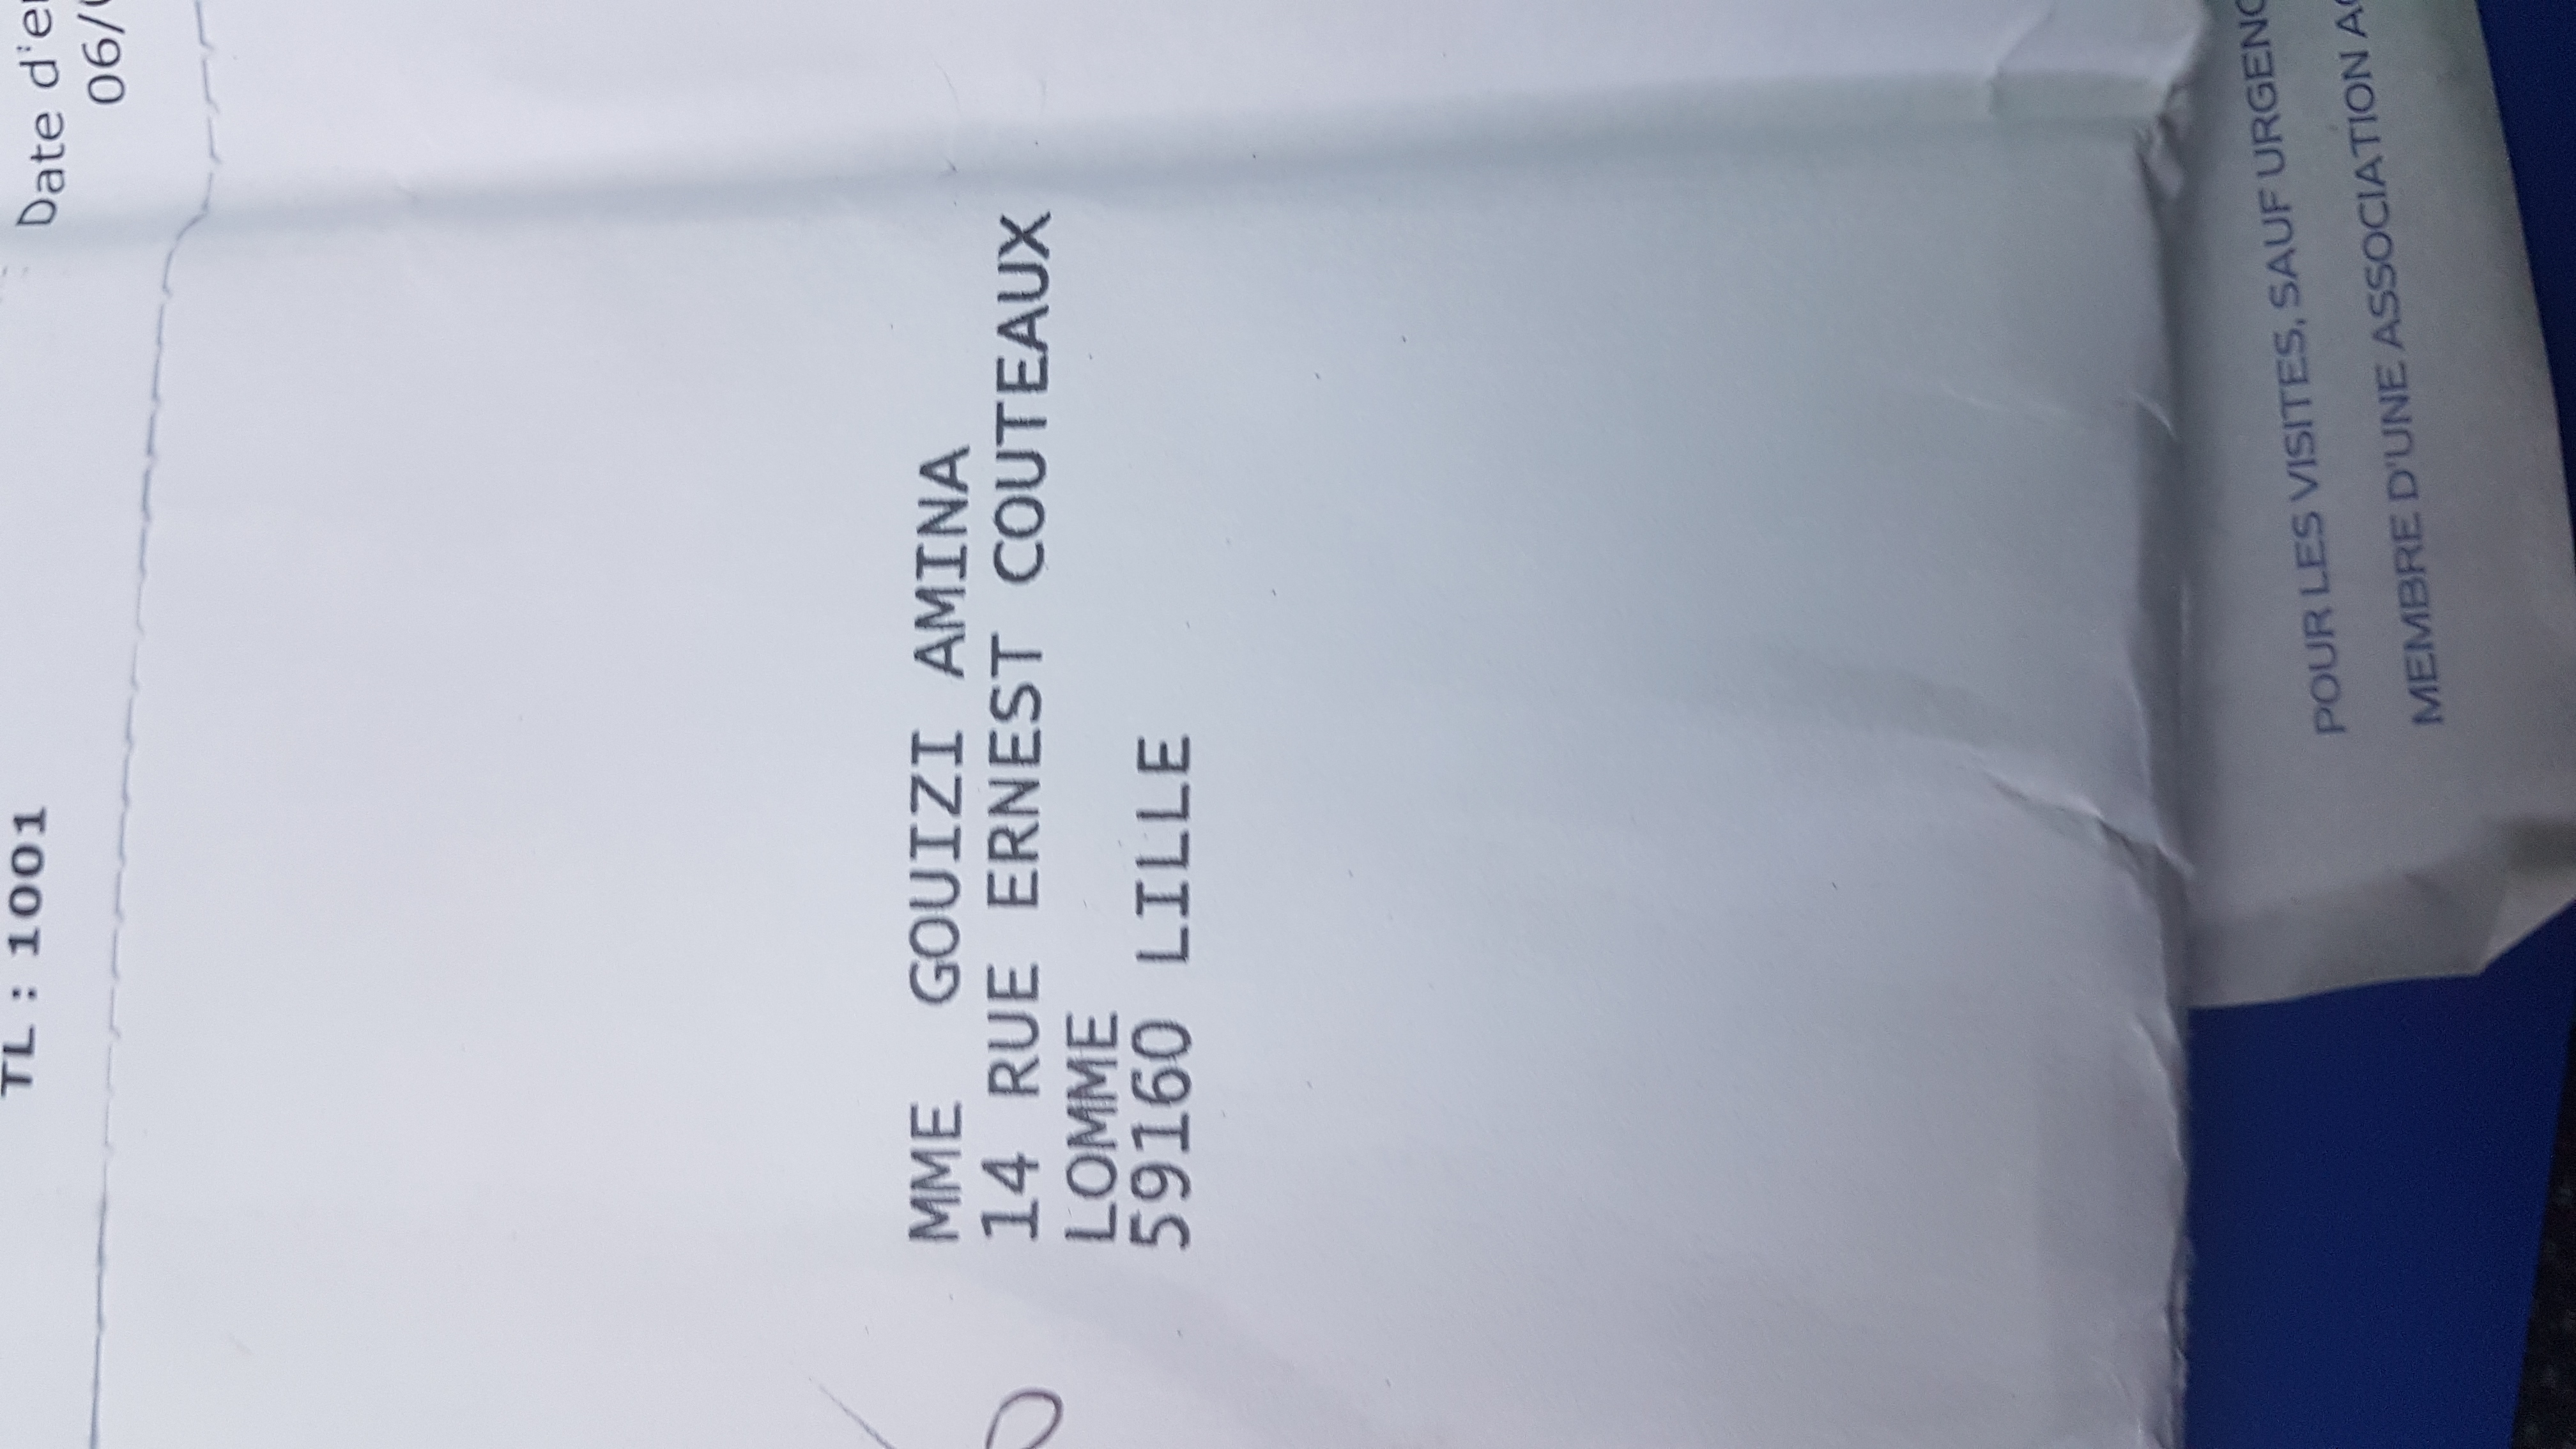 TL : 1001
Date
06/
MME GOUIZI AMINA
14 RUE ERNEST COUTEAUX
LOMME
59160 LILLE
POUR LES VISITES, SAUF
MEMBRE D'UNE ASSOCIATION